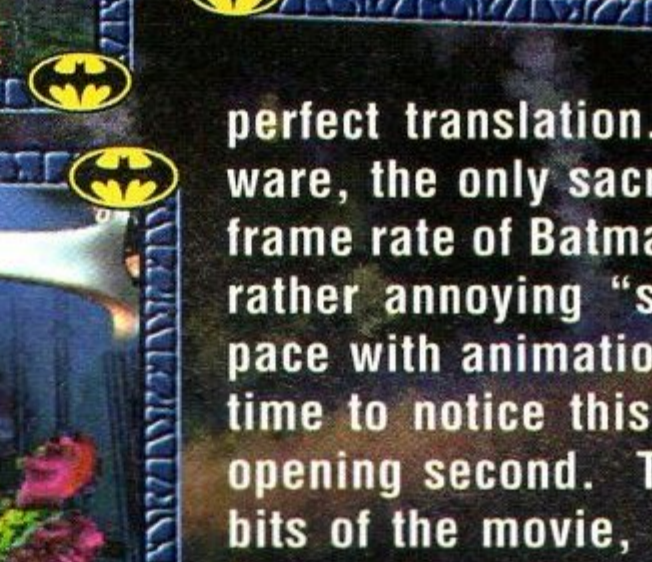 perfect translation.
ware, the only
frame rate of
rather annoying
pace with
time to notice this
opening second.
bits of the movie,